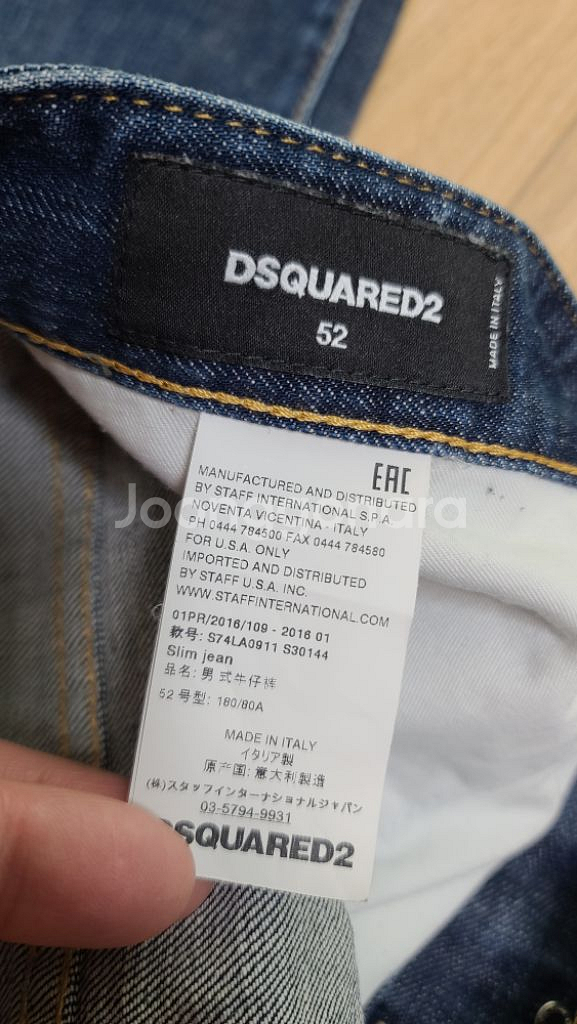 DSQUARED2
52
MADE IN ITALY
EAC
MANUFACTURED AND DISTRIBUTED
BY STAFF INTERNATIONAL S.P.A.
NOVENTA VICENTINA - ITALY
PH 0444 784500 FAX 0444 784580
FOR U.S.A. ONLY
IMPORTED AND DISTRIBUTED
BY STAFF U.S.A. INC.
WWW.STAFFINTERNATIONAL.COM
01PR/2016/109 - 2016 01
款号: S74LA0911 S30144
Slim jean
品名: 男式牛仔裤
52 号型: 180/80A
MADE IN ITALY
イタリア製
原产国: 意大利製造
(株)スタッフインターナショナルジャパン
03-5794-9931
DSQUARED2